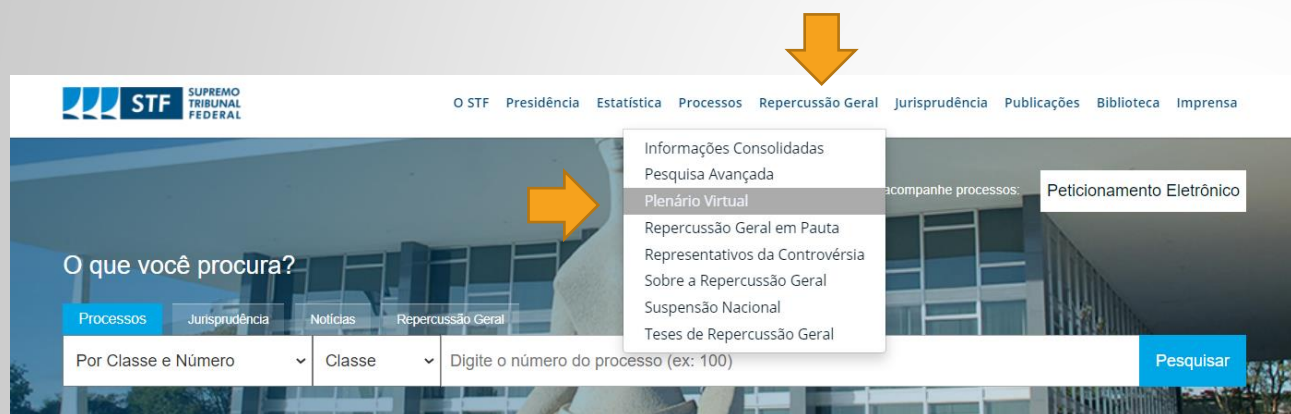 STF SUPREMO
TRIBUNAL
FEDERAL
O STF Presidência Estatística Processos Repercussão Geral Jurisprudência Publicações Biblioteca Imprensa
Informações Consolidadas
Pesquisa Avançada
Plenário Virtual
Repercussão Geral em Pauta
Representativos da Controvérsia
Sobre a Repercussão Geral
Suspensão Nacional
Teses de Repercussão Geral
acompanhe processos: Peticionamento Eletrônico
O que você procura?
Processos Jurisprudência Notícias Repercussão Geral
Por Classe e Número Classe Digite o número do processo (ex: 100) Pesquisar